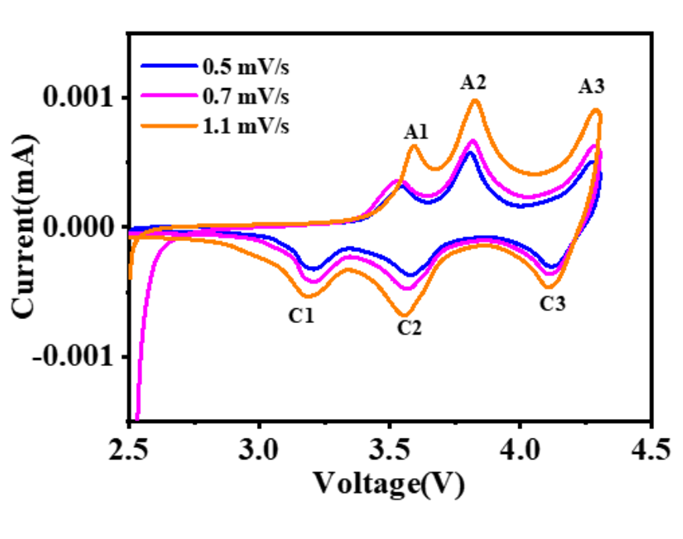 0.5 mV/s
0.7 mV/s
1.1 mV/s
A1
A2
A3
C1
C2
C3
0.001
0.000
-0.001
Current(mA)
2.5 3.0 3.5 4.0 4.5
Voltage(V)